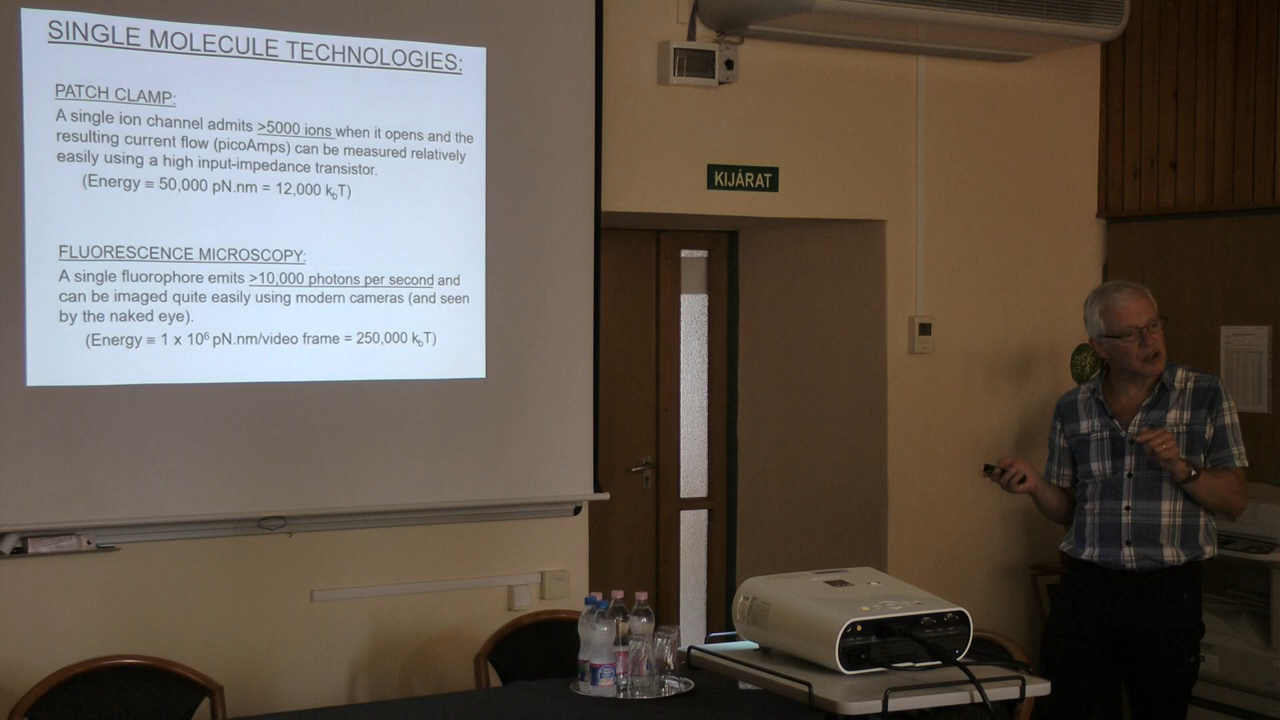 SINGLE MOLECULE TECHNOLOGIES:
PATCH CLAMP:
A single ion channel admits >5000 ions when it opens and the
resulting current flow (picoAmps) can be measured relatively
easily using a high input-impedance transistor.
(Energy ≡ 50,000 pN.nm = 12,000 kbT)
FLUORESCENCE MICROSCOPY:
A single fluorophore emits >10,000 photons per second and
can be imaged quite easily using modern cameras (and seen
by the naked eye).
(Energy ≡ 1 x 10⁶ pN.nm/video frame = 250,000 kbT)
KIJÁRAT